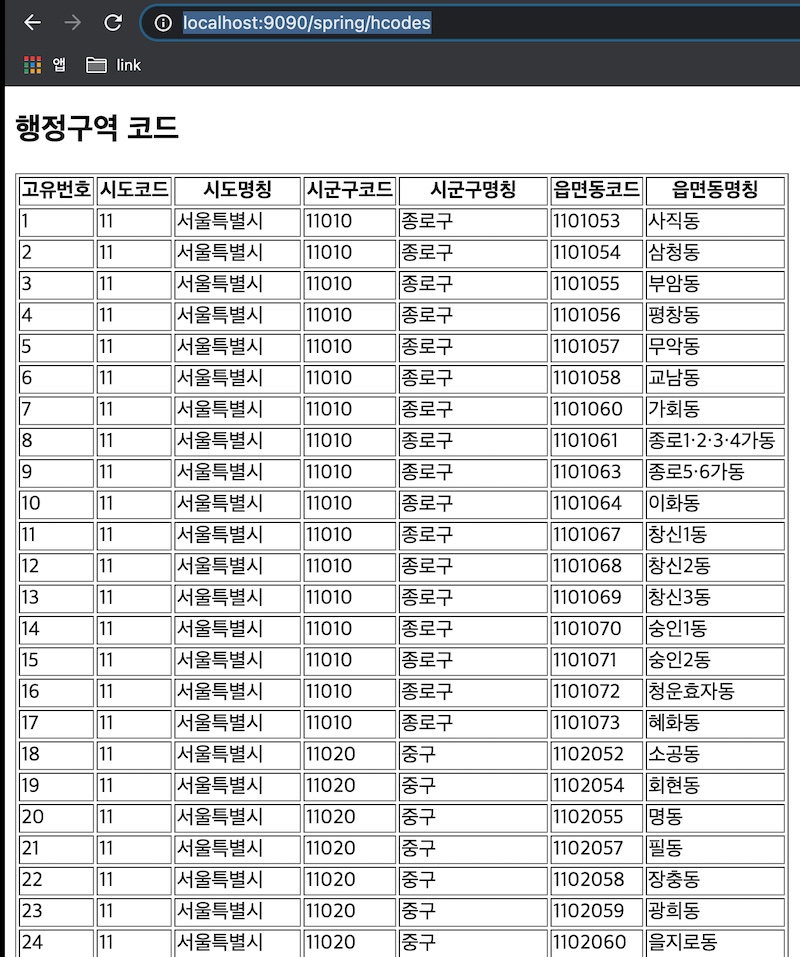 localhost:9090/spring/hcodes
앱 link
행정구역 코드
고유번호 시도코드 시도명칭 시군구코드 시군구명칭 읍면동코드 읍면동명칭
1 11 서울특별시 11010 종로구 1101053 사직동
2 11 서울특별시 11010 종로구 1101054 삼청동
3 11 서울특별시 11010 종로구 1101055 부암동
4 11 서울특별시 11010 종로구 1101056 평창동
5 11 서울특별시 11010 종로구 1101057 무악동
6 11 서울특별시 11010 종로구 1101058 교남동
7 11 서울특별시 11010 종로구 1101060 가회동
8 11 서울특별시 11010 종로구 1101061 종로1·2·3·4가동
9 11 서울특별시 11010 종로구 1101063 종로5·6가동
10 11 서울특별시 11010 종로구 1101064 이화동
11 11 서울특별시 11010 종로구 1101067 창신1동
12 11 서울특별시 11010 종로구 1101068 창신2동
13 11 서울특별시 11010 종로구 1101069 창신3동
14 11 서울특별시 11010 종로구 1101070 숭인1동
15 11 서울특별시 11010 종로구 1101071 숭인2동
16 11 서울특별시 11010 종로구 1101072 청운효자동
17 11 서울특별시 11010 종로구 1101073 혜화동
18 11 서울특별시 11020 중구 1102052 소공동
19 11 서울특별시 11020 중구 1102054 회현동
20 11 서울특별시 11020 중구 1102055 명동
21 11 서울특별시 11020 중구 1102057 필동
22 11 서울특별시 11020 중구 1102058 장충동
23 11 서울특별시 11020 중구 1102059 광희동
24 11 서울특별시 11020 중구 1102060 을지로동